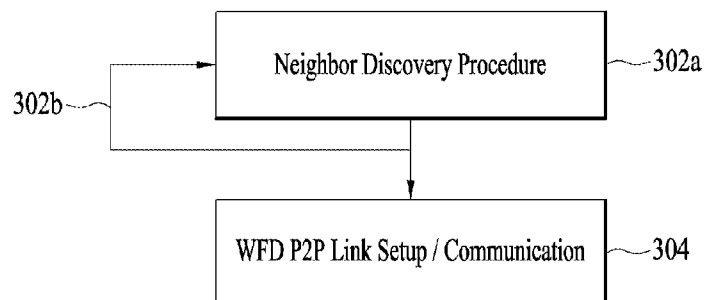 Neighbor Discovery Procedure
302a
302b
WFD P2P Link Setup / Communication
304